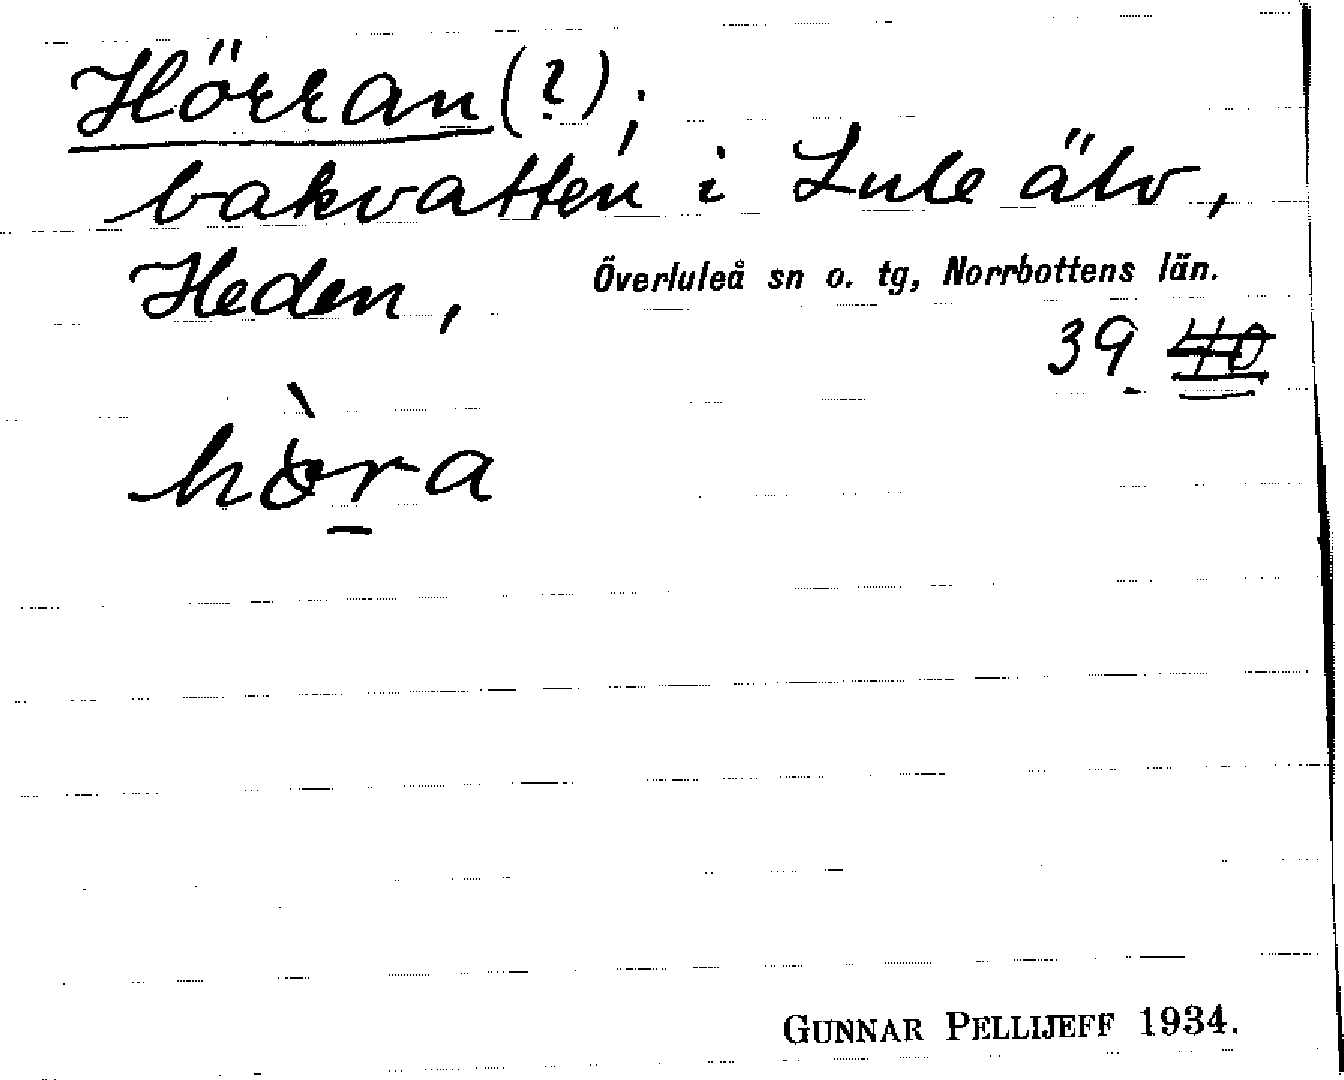 Hörran(?);
bakvatten i Lule älv,
Heden, Överluleå sn o. tg, Norrbottens län.
39 40
hòra
GUNNAR PELLIJEFF 1934.